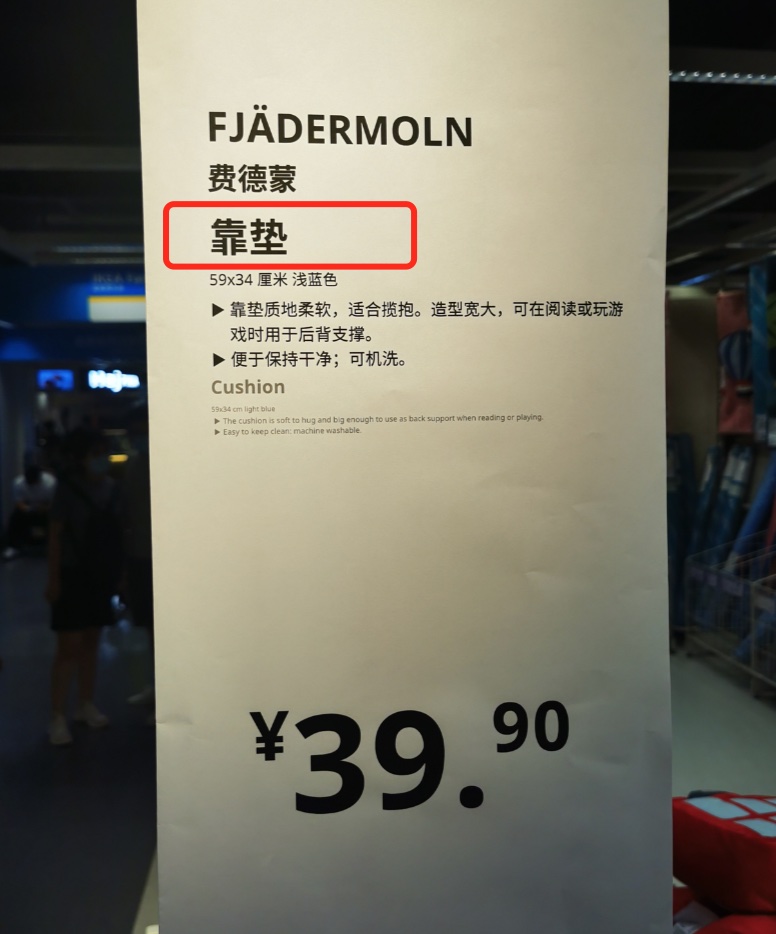 FJÄDERMOLN
费德蒙
靠垫
59x34 厘米 浅蓝色
▶ 靠垫质地柔软，适合揽抱。造型宽大，可在阅读或玩游
戏时用于后背支撑。
▶ 便于保持干净；可机洗。
Cushion
59x34 cm light blue
▶ The cushion is soft to hug and big enough to use as back support when reading or playing.
▶ Easy to keep clean: machine washable.
¥39.90